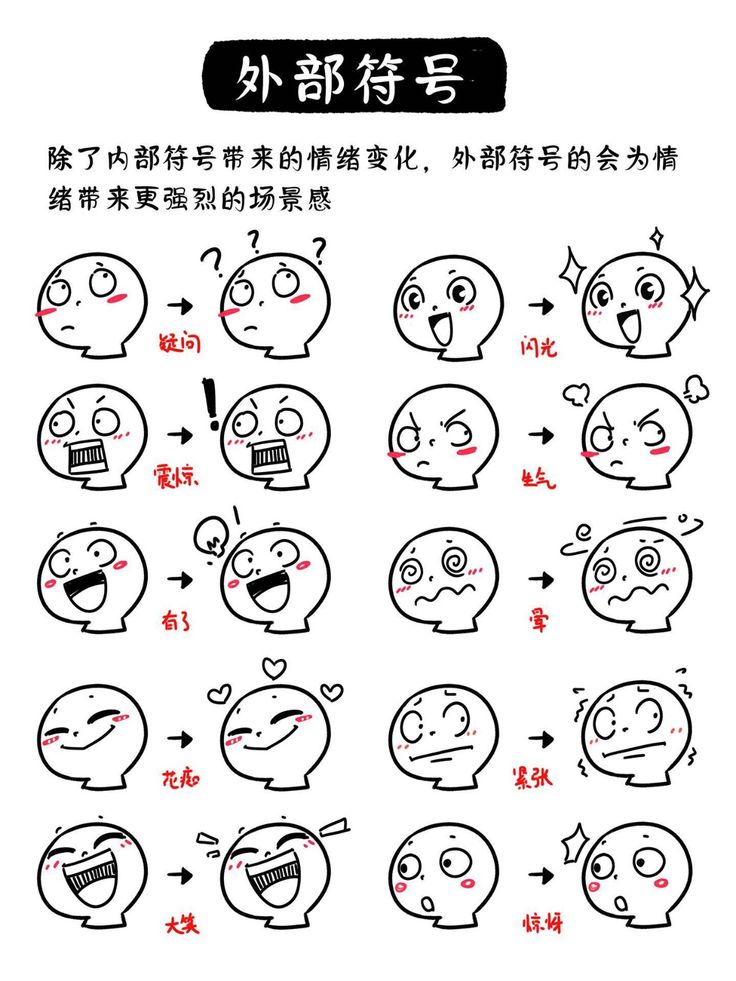 外部符号
除了内部符号带来的情绪变化，外部符号的会为情
绪带来更强烈的场景感
? ? ?
疑问
闪光
!
震惊
生气
有了
晕
花痴
紧张
大笑
惊呀